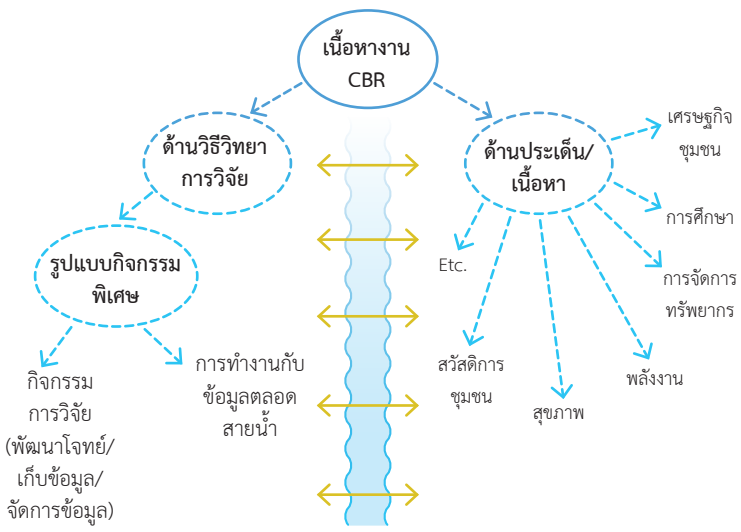 เนื้อหางาน
CBR
ด้านวิธีวิทยา
การวิจัย
ด้านประเด็น/
เนื้อหา
เศรษฐกิจ
ชุมชน
การศึกษา
การจัดการ
ทรัพยากร
พลังงาน
สุขภาพ
สวัสดิการ
ชุมชน
Etc.
รูปแบบกิจกรรม
พิเศษ
กิจกรรม
การวิจัย
(พัฒนาโจทย์/
เก็บข้อมูล/
จัดการข้อมูล)
การทำงานกับ
ข้อมูลตลอด
สายน้ำ